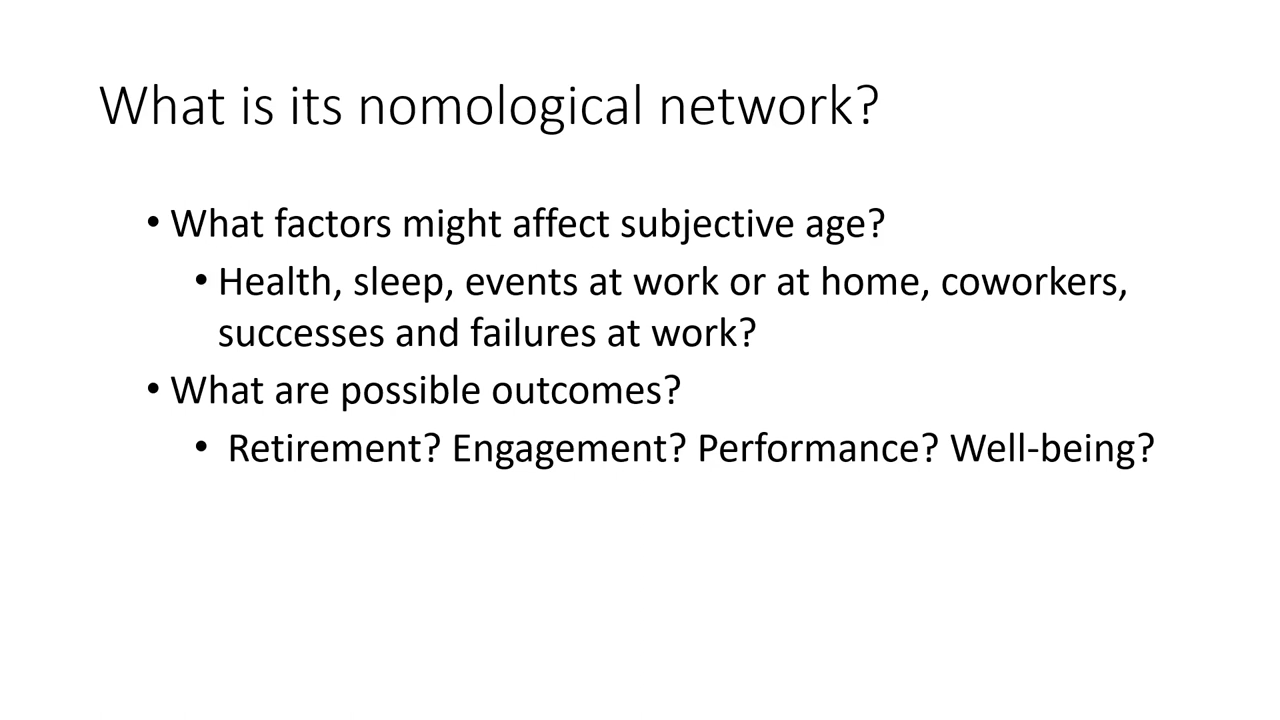 What is its nomological network?
• What factors might affect subjective age?
• Health, sleep, events at work or at home, coworkers,
successes and failures at work?
• What are possible outcomes?
• Retirement? Engagement? Performance? Well-being?